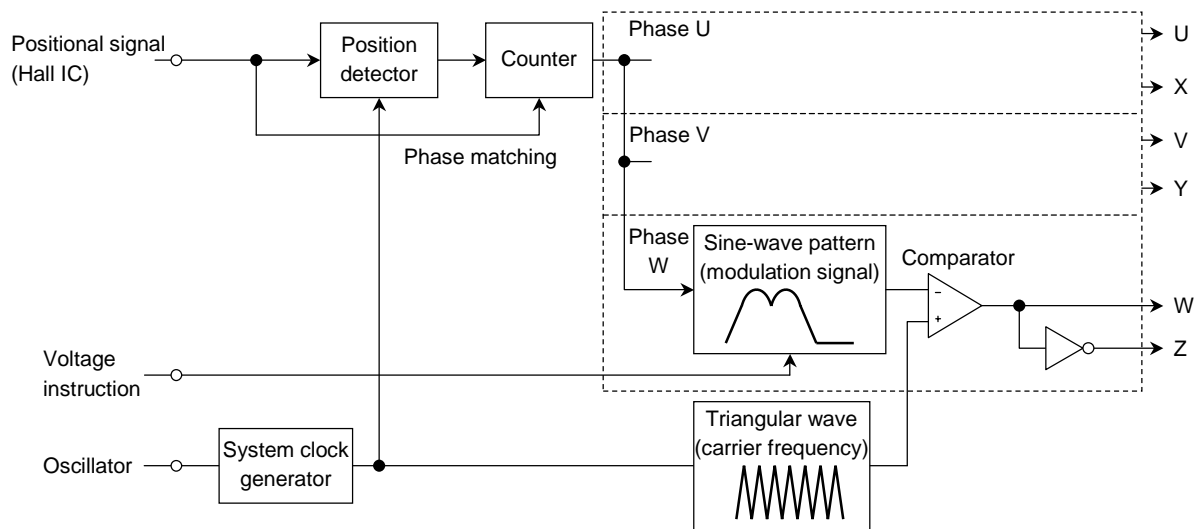 Positional signal
(Hall IC)
Position
detector
Counter
Phase matching
Phase U
U
X
Phase V
V
Y
Phase
W
Sine-wave pattern
(modulation signal)
Comparator
−
+
W
Z
Voltage
instruction
Oscillator
System clock
generator
Triangular wave
(carrier frequency)